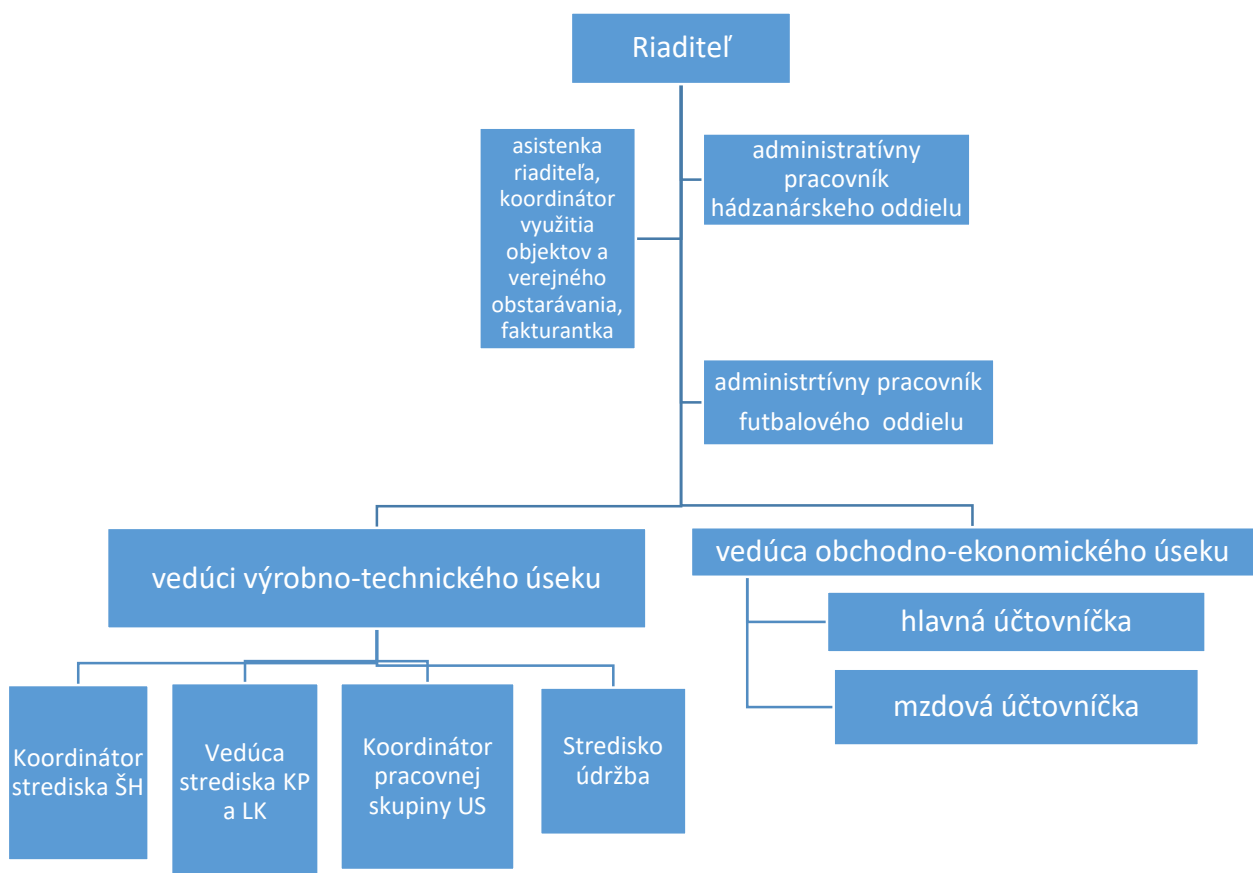 Riaditeľ
asistenka
riaditeľa,
koordinátor
využitia
objektov a
verejného
obstarávania,
fakturantka
administratívny
pracovník
hádzanárskeho oddielu
administrtívny pracovník
futbalového oddielu
vedúci výrobno-technického úseku
vedúca obchodno-ekonomického úseku
hlavná účtovníčka
mzdová účtovníčka
Koordinátor
strediska ŠH
Vedúca
strediska KP
a LK
Koordinátor
pracovnej
skupiny US
Stredisko
údržba